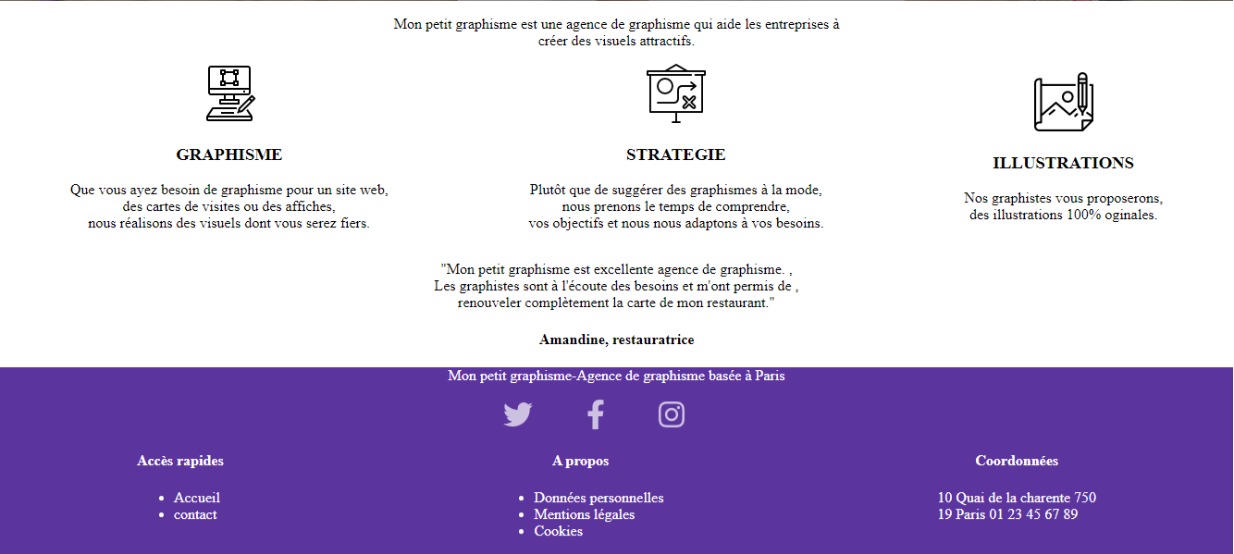 Mon petit graphisme est une agence de graphisme qui aide les entreprises à
créer des visuels attractifs.
GRAPHISME
Que vous ayez besoin de graphisme pour un site web,
des cartes de visites ou des affiches,
nous réalisons des visuels dont vous serez fiers.
STRATEGIE
Plutôt que de suggérer des graphismes à la mode,
nous prenons le temps de comprendre,
vos objectifs et nous nous adaptons à vos besoins.
ILLUSTRATIONS
Nos graphistes vous proposerons,
des illustrations 100% oginales.
"Mon petit graphisme est excellente agence de graphisme. ,
Les graphistes sont à l'écoute des besoins et m'ont permis de ,
renouveler complètement la carte de mon restaurant."
Amandine, restauratrice
Mon petit graphisme-Agence de graphisme basée à Paris
Accès rapides
• Accueil
• contact
A propos
• Données personnelles
• Mentions légales
• Cookies
Coordonnées
10 Quai de la charente 750
19 Paris 01 23 45 67 89